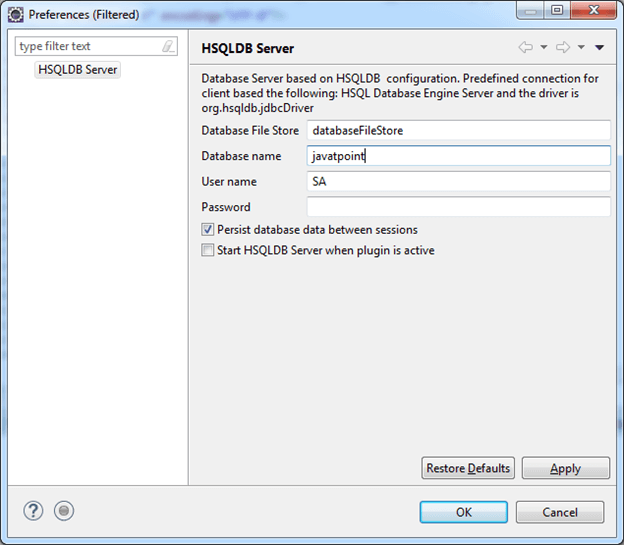 Preferences (Filtered)
type filter text
HSQLDB Server
HSQLDB Server
Database Server based on HSQLDB configuration. Predefined connection for
client based the following: HSQL Database Engine Server and the driver is
org.hsqldb.jdbcDriver
Database File Store databaseFileStore
Database name javatpoint
User name SA
Password
Persist database data between sessions
Start HSQLDB Server when plugin is active
Restore Defaults Apply
? OK Cancel